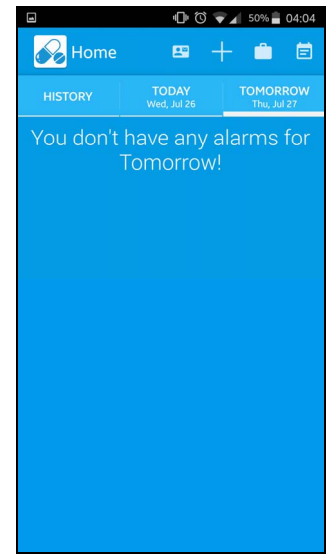 50% 04:04
Home
HISTORY
TODAY
Wed, Jul 26
TOMORROW
Thu, Jul 27
You don't have any alarms for
Tomorrow!